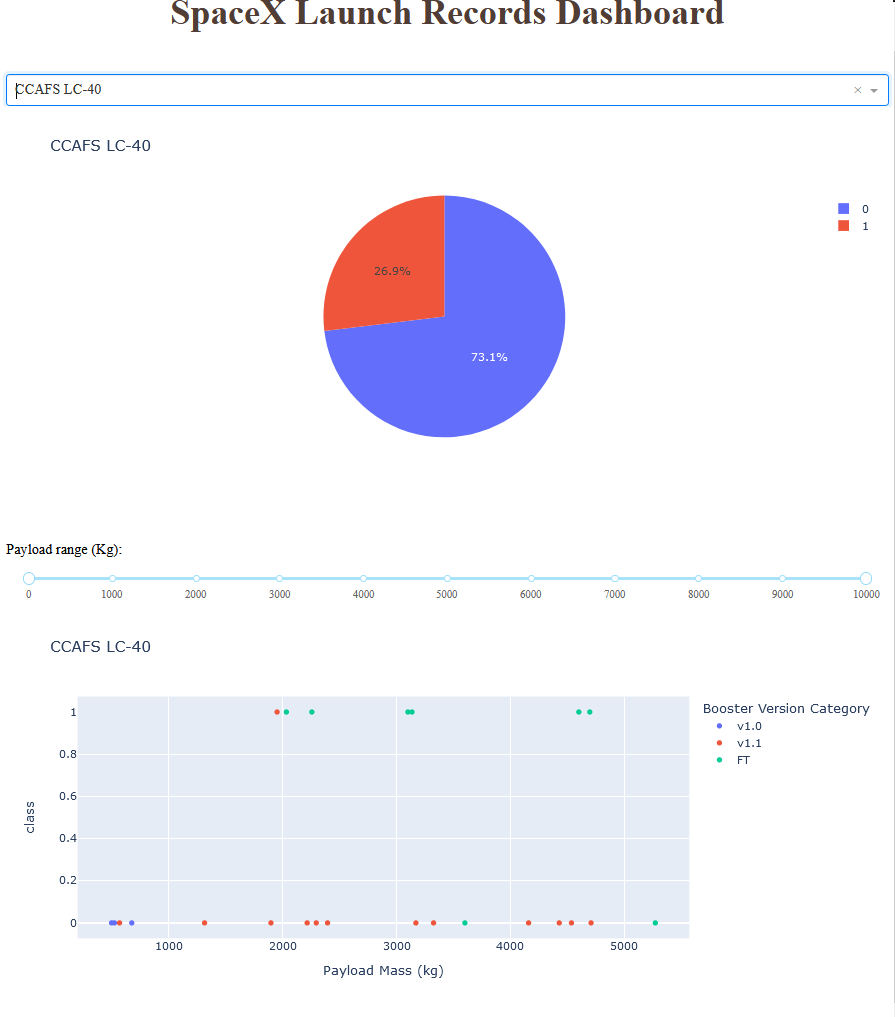 SpaceX Launch Records Dashboard
CCAFS LC-40 ×
CCAFS LC-40
0
1
26.9%
73.1%
Payload range (Kg):
0 1000 2000 3000 4000 5000 6000 7000 8000 9000 10000
CCAFS LC-40
Booster Version Category
v1.0
v1.1
FT
1
0.8
0.6
0.4
0.2
0
class
1000 2000 3000 4000 5000
Payload Mass (kg)